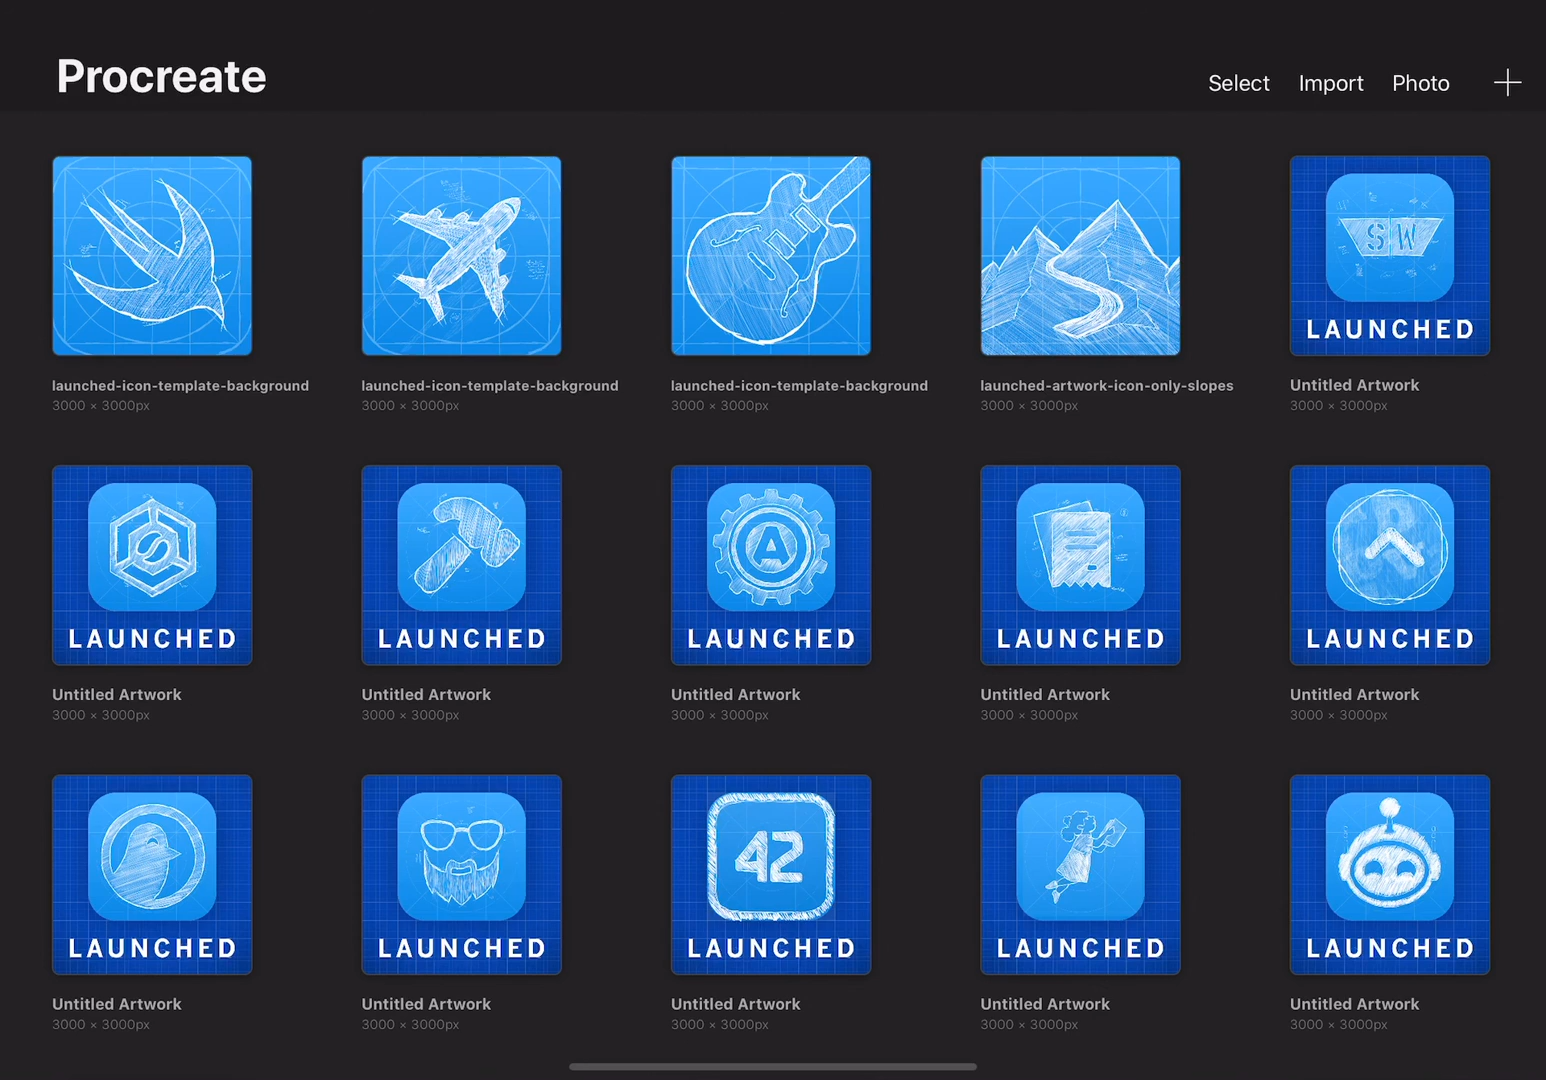 Procreate
Select Import Photo
SW
LAUNCHED
launched-icon-template-background
3000 × 3000px
launched-icon-template-background
3000 × 3000px
launched-icon-template-background
3000 × 3000px
launched-artwork-icon-only-slopes
3000 × 3000px
Untitled Artwork
3000 × 3000px
LAUNCHED
LAUNCHED
A
LAUNCHED
LAUNCHED
LAUNCHED
Untitled Artwork
3000 × 3000px
Untitled Artwork
3000 × 3000px
Untitled Artwork
3000 × 3000px
Untitled Artwork
3000 × 3000px
Untitled Artwork
3000 × 3000px
LAUNCHED
LAUNCHED
42
LAUNCHED
LAUNCHED
LAUNCHED
Untitled Artwork
3000 × 3000px
Untitled Artwork
3000 × 3000px
Untitled Artwork
3000 × 3000px
Untitled Artwork
3000 × 3000px
Untitled Artwork
3000 × 3000px